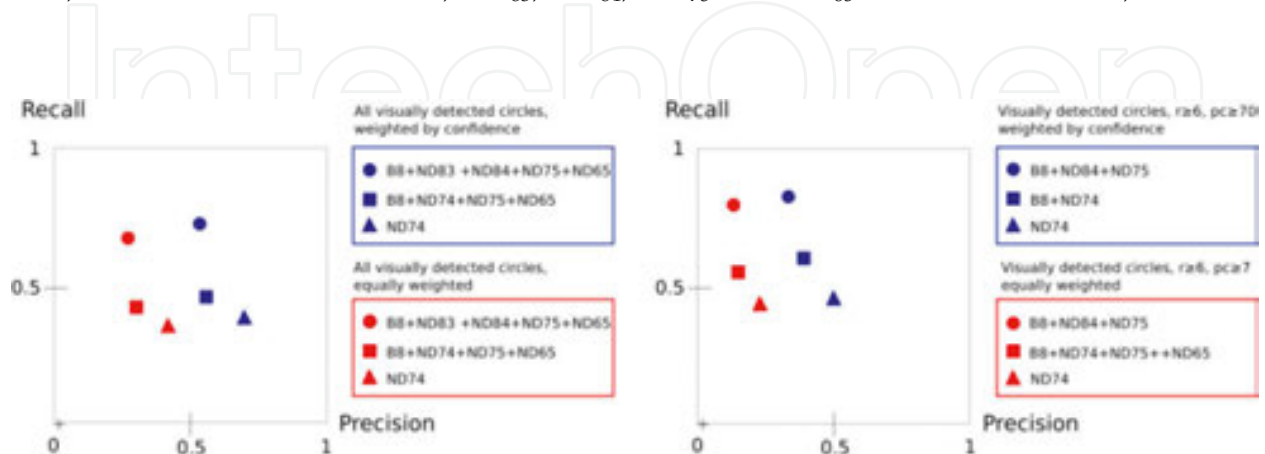 IntechOpen
Recall
All visually detected circles,
weighted by confidence
1
B8+ND83 +ND84+ND75+ND65
B8+ND74+ND75+ND65
ND74
All visually detected circles,
equally weighted
0.5
B8+ND83 +ND84+ND75+ND65
B8+ND74+ND75+ND65
ND74
Precision
0
0.5
1
Recall
Visually detected circles, r≥6, pc≥70
weighted by confidence
1
B8+ND84+ND75
B8+ND74
ND74
Visually detected circles, r≥6, pc≥7
equally weighted
0.5
B8+ND84+ND75
B8+ND74+ND75++ND65
ND74
Precision
0
0.5
1